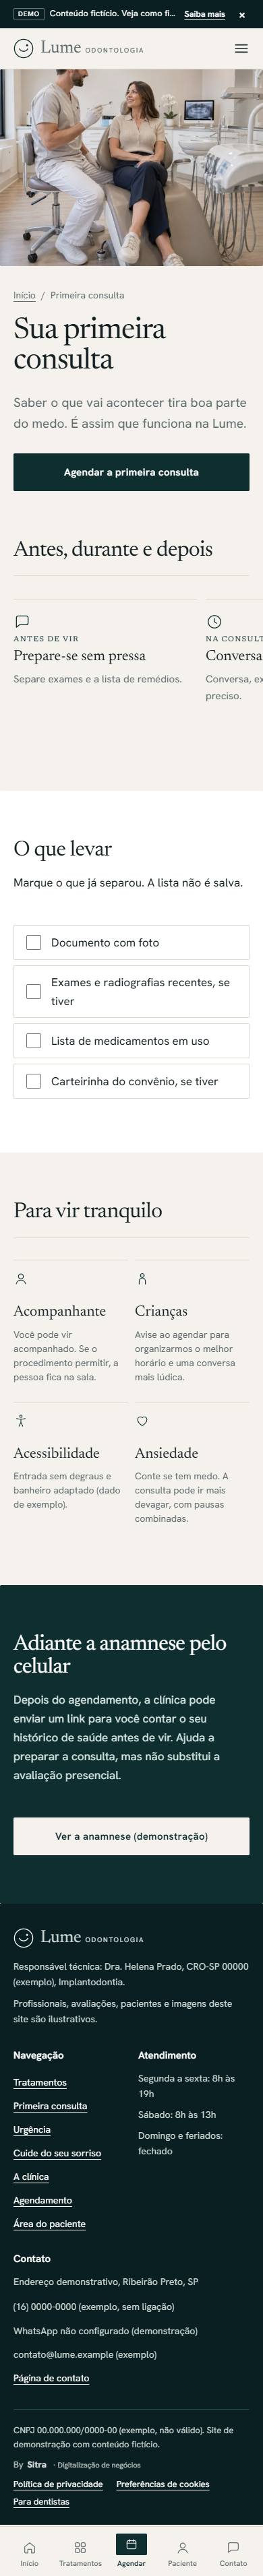 DEMO Conteúdo fictício. Veja como fi... Saiba mais ×
Lume ODONTOLOGIA
Início / Primeira consulta
Sua primeira
consulta
Saber o que vai acontecer tira boa parte
do medo. É assim que funciona na Lume.
Agendar a primeira consulta
Antes, durante e depois
ANTES DE VIR
Prepare-se sem pressa
Separe exames e a lista de remédios.
NA CONSULT
Conversa
Conversa, ex
preciso.
O que levar
Marque o que já separou. A lista não é salva.
Documento com foto
Exames e radiografias recentes, se
tiver
Lista de medicamentos em uso
Carteirinha do convênio, se tiver
Para vir tranquilo
Acompanhante
Você pode vir
acompanhado. Se o
procedimento permitir, a
pessoa fica na sala.
Crianças
Avise ao agendar para
organizarmos o melhor
horário e uma conversa
mais lúdica.
Acessibilidade
Entrada sem degraus e
banheiro adaptado (dado
de exemplo).
Ansiedade
Conte se tem medo. A
consulta pode ir mais
devagar, com pausas
combinadas.
Adiante a anamnese pelo
celular
Depois do agendamento, a clínica pode
enviar um link para você contar o seu
histórico de saúde antes de vir. Ajuda a
preparar a consulta, mas não substitui a
avaliação presencial.
Ver a anamnese (demonstração)
Lume ODONTOLOGIA
Responsável técnica: Dra. Helena Prado, CRO-SP 00000
(exemplo), Implantodontia.
Profissionais, avaliações, pacientes e imagens deste
site são ilustrativos.
Navegação
Tratamentos
Primeira consulta
Urgência
Cuide do seu sorriso
A clínica
Agendamento
Área do paciente
Atendimento
Segunda a sexta: 8h às
19h
Sábado: 8h às 13h
Domingo e feriados:
fechado
Contato
Endereço demonstrativo, Ribeirão Preto, SP
(16) 0000-0000 (exemplo, sem ligação)
WhatsApp não configurado (demonstração)
contato@lume.example (exemplo)
Página de contato
CNPJ 00.000.000/0000-00 (exemplo, não válido). Site de
demonstração com conteúdo fictício.
By Sitra · Digitalização de negócios
Política de privacidade Preferências de cookies
Para dentistas
Início Tratamentos Agendar Paciente Contato